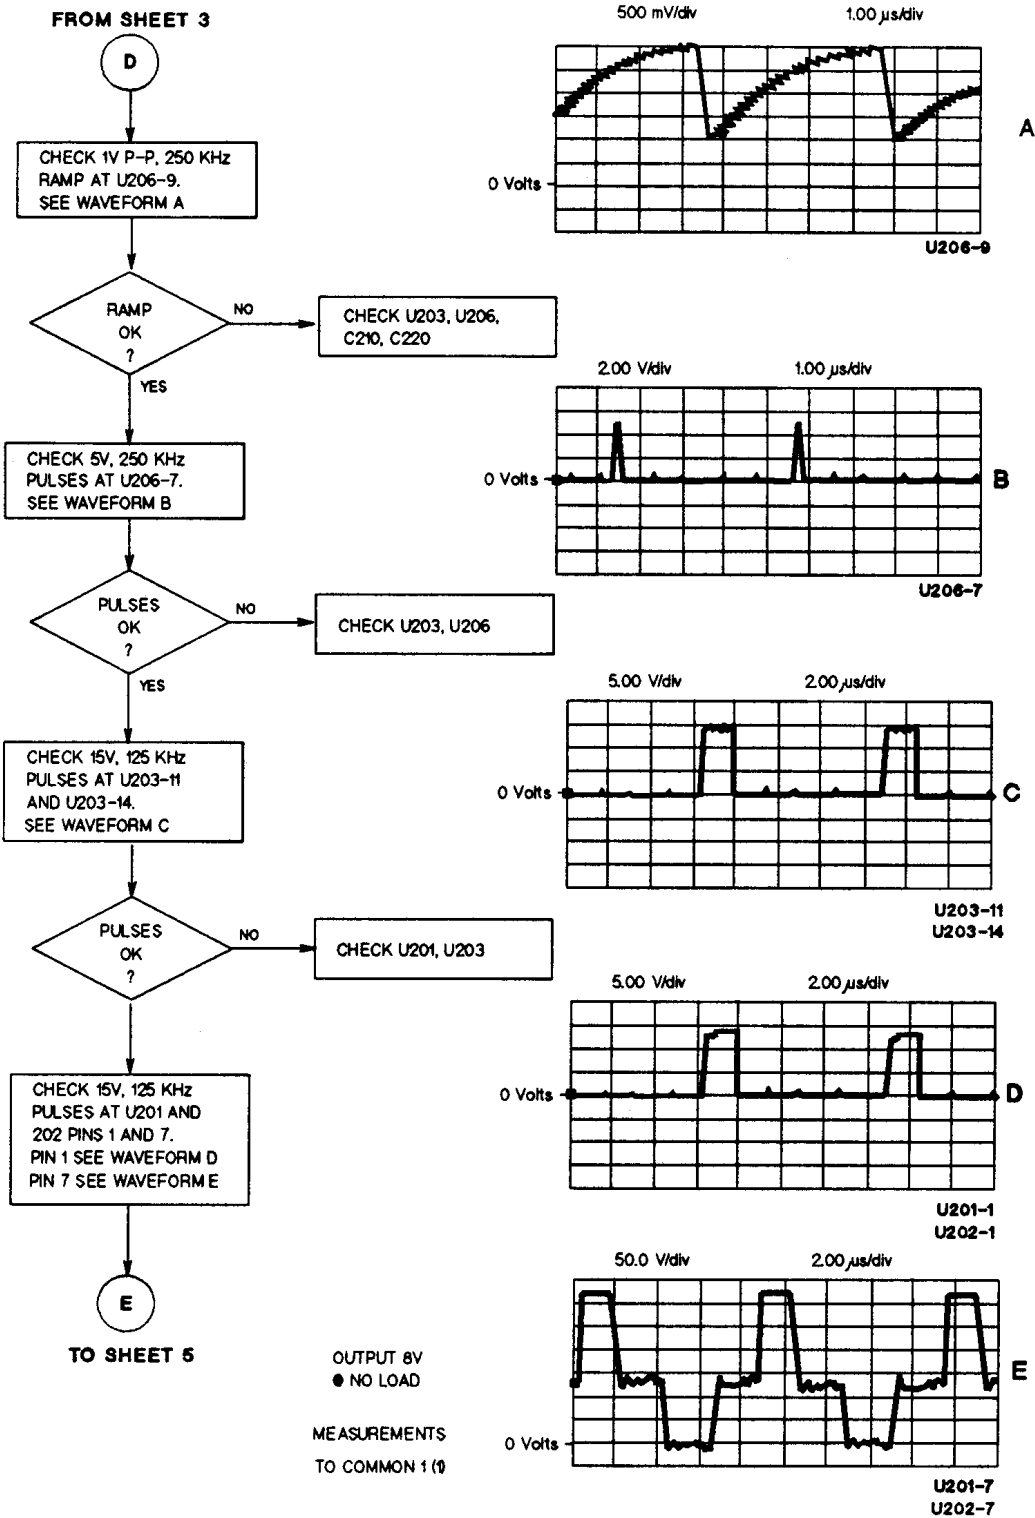 FROM SHEET 3
D
CHECK 1V P-P, 250 KHz
RAMP AT U206-9.
SEE WAVEFORM A
RAMP
OK
?
NO
CHECK U203, U206,
C210, C220
YES
CHECK 5V, 250 KHz
PULSES AT U206-7.
SEE WAVEFORM B
PULSES
OK
?
NO
CHECK U203, U206
YES
CHECK 15V, 125 KHz
PULSES AT U203-11
AND U203-14.
SEE WAVEFORM C
PULSES
OK
?
NO
CHECK U201, U203
CHECK 15V, 125 KHz
PULSES AT U201 AND
202 PINS 1 AND 7.
PIN 1 SEE WAVEFORM D
PIN 7 SEE WAVEFORM E
E
TO SHEET 5
OUTPUT 8V
● NO LOAD
MEASUREMENTS
TO COMMON 1 (1)
500 mV/div 1.00 µs/div
0 Volts
A
U206-9
2.00 V/div 1.00 µs/div
0 Volts
B
U206-7
5.00 V/div 2.00 µs/div
0 Volts
C
U203-11
U203-14
5.00 V/div 2.00 µs/div
0 Volts
D
U201-1
U202-1
50.0 V/div 2.00 µs/div
0 Volts
E
U201-7
U202-7